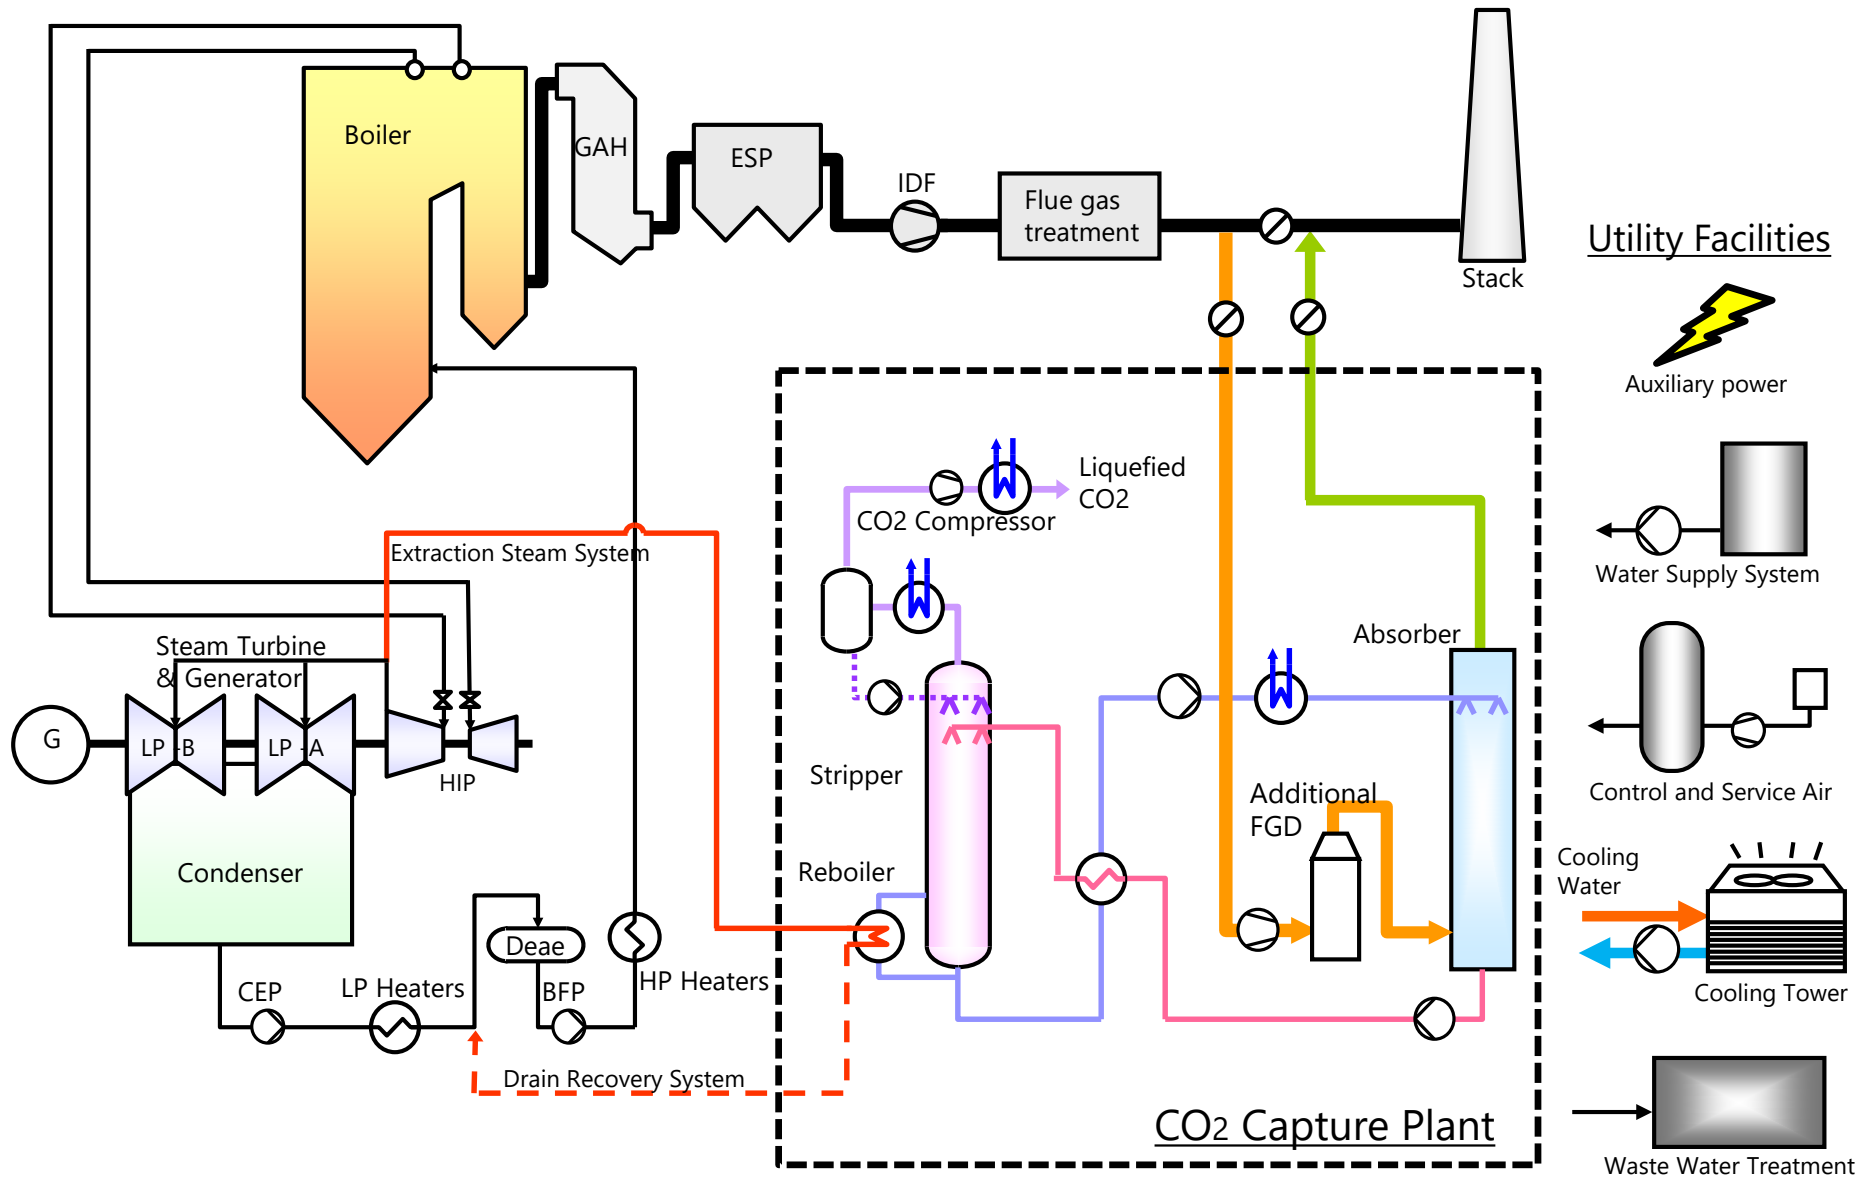 Boiler
GAH
ESP
IDF
Flue gas
treatment
Stack
Utility Facilities
Auxiliary power
Liquefied
CO2
CO2 Compressor
Extraction Steam System
Water Supply System
Steam Turbine
& Generator
Absorber
G
LP -B
LP -A
HIP
Stripper
Additional
FGD
Control and Service Air
Condenser
Reboiler
Cooling
Water
Deae
CEP
LP Heaters
BFP
HP Heaters
Cooling Tower
Drain Recovery System
CO2 Capture Plant
Waste Water Treatment